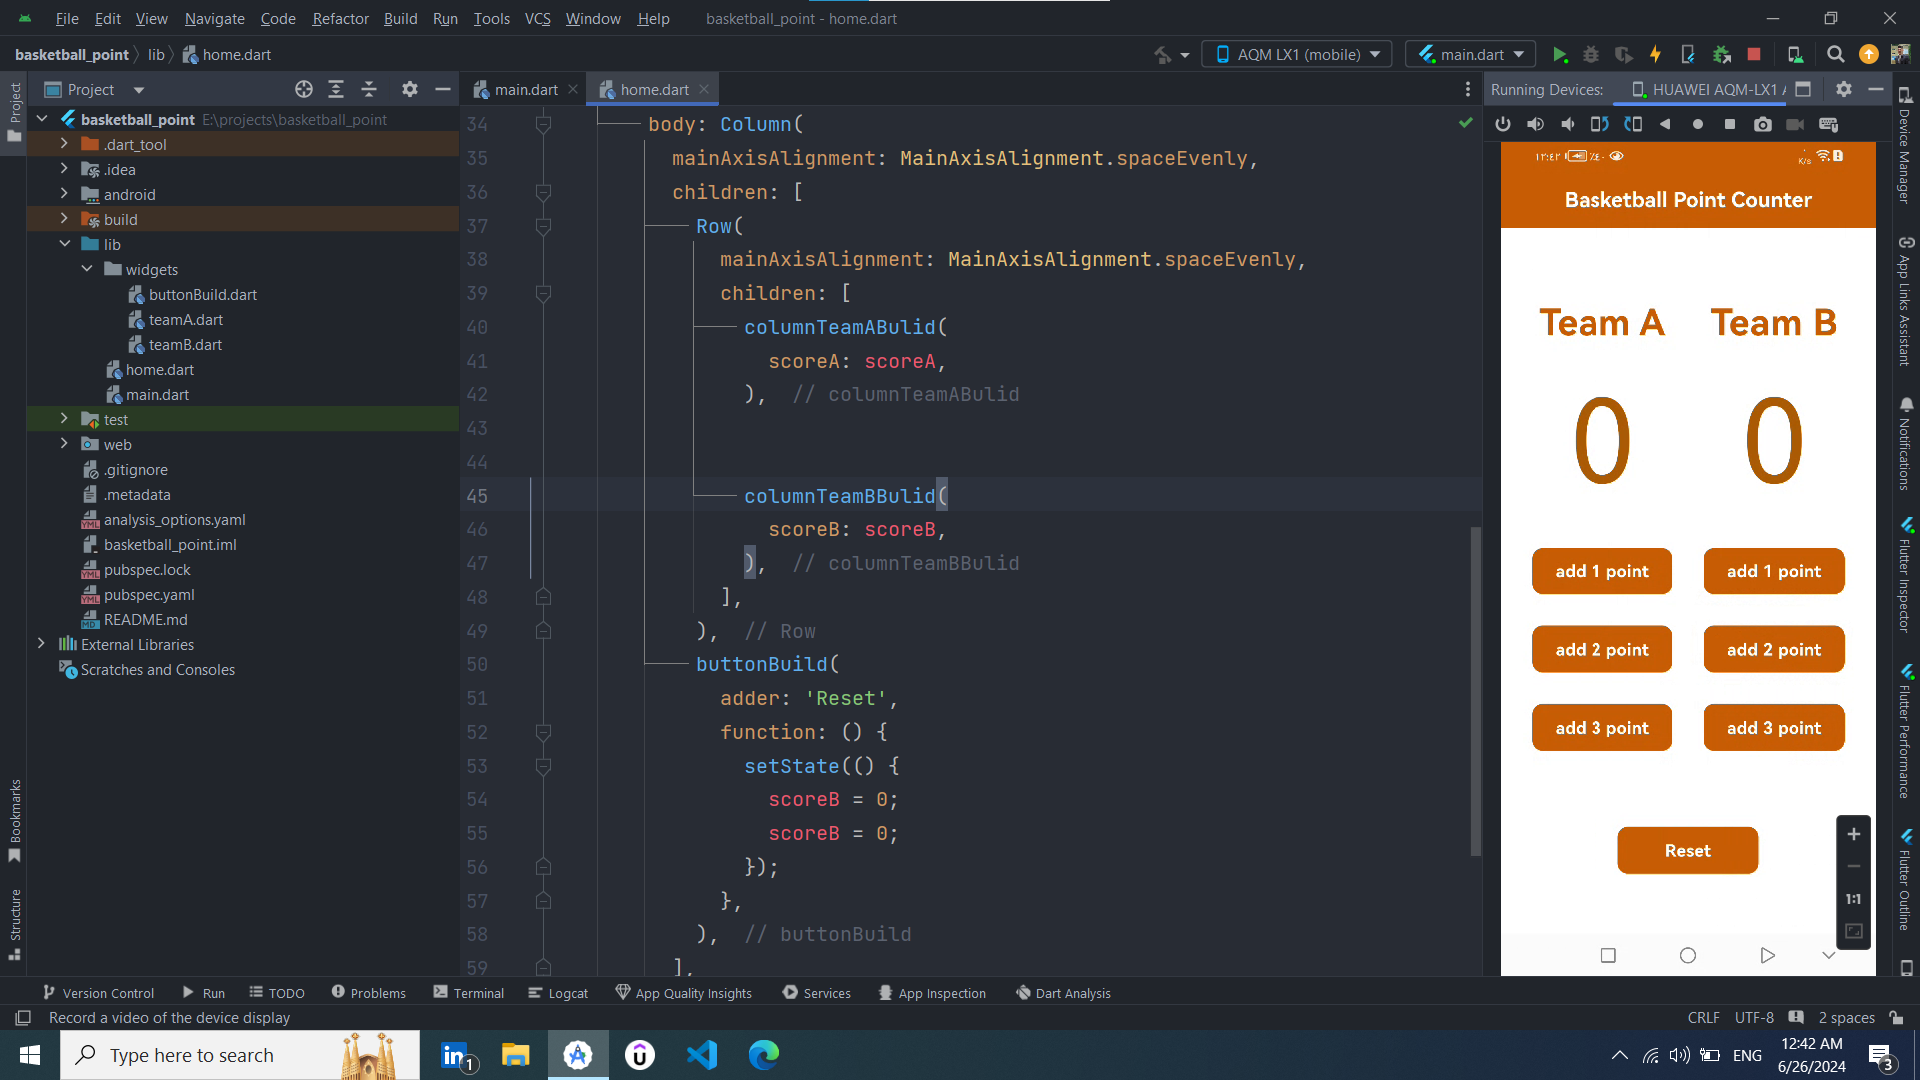 File Edit View Navigate Code Refactor Build Run Tools VCS Window Help basketball_point - home.dart
basketball_point lib home.dart AQM LX1 (mobile) main.dart
Project main.dart home.dart Running Devices: HUAWEI AQM-LX1
Project
basketball_point E:\projects\basketball_point
.dart_tool
.idea
android
build
lib
widgets
buttonBuild.dart
teamA.dart
teamB.dart
home.dart
main.dart
test
web
.gitignore
.metadata
analysis_options.yaml
basketball_point.iml
pubspec.lock
pubspec.yaml
README.md
External Libraries
Scratches and Consoles
Bookmarks
Structure
34 body: Column(
35 mainAxisAlignment: MainAxisAlignment.spaceEvenly,
36 children: [
37 Row(
38 mainAxisAlignment: MainAxisAlignment.spaceEvenly,
39 children: [
40 columnTeamABulid(
41 scoreA: scoreA,
42 ), // columnTeamABulid
43
44
45 columnTeamBBulid(
46 scoreB: scoreB,
47 ), // columnTeamBBulid
48 ],
49 ), // Row
50 buttonBuild(
51 adder: 'Reset',
52 function: () {
53 setState(() {
54 scoreB = 0;
55 scoreB = 0;
56 });
57 },
58 ), // buttonBuild
59 ],
١٢:٤٢ ٪٤٠ K/s
Basketball Point Counter
Team A Team B
0 0
add 1 point add 1 point
add 2 point add 2 point
add 3 point add 3 point
Reset
1:1
Device Manager
App Links Assistant
Notifications
Flutter Inspector
Flutter Performance
Flutter Outline
Version Control Run TODO Problems Terminal Logcat App Quality Insights Services App Inspection Dart Analysis
Record a video of the device display CRLF UTF-8 2 spaces
Type here to search 1 ENG 12:42 AM
6/26/2024 3